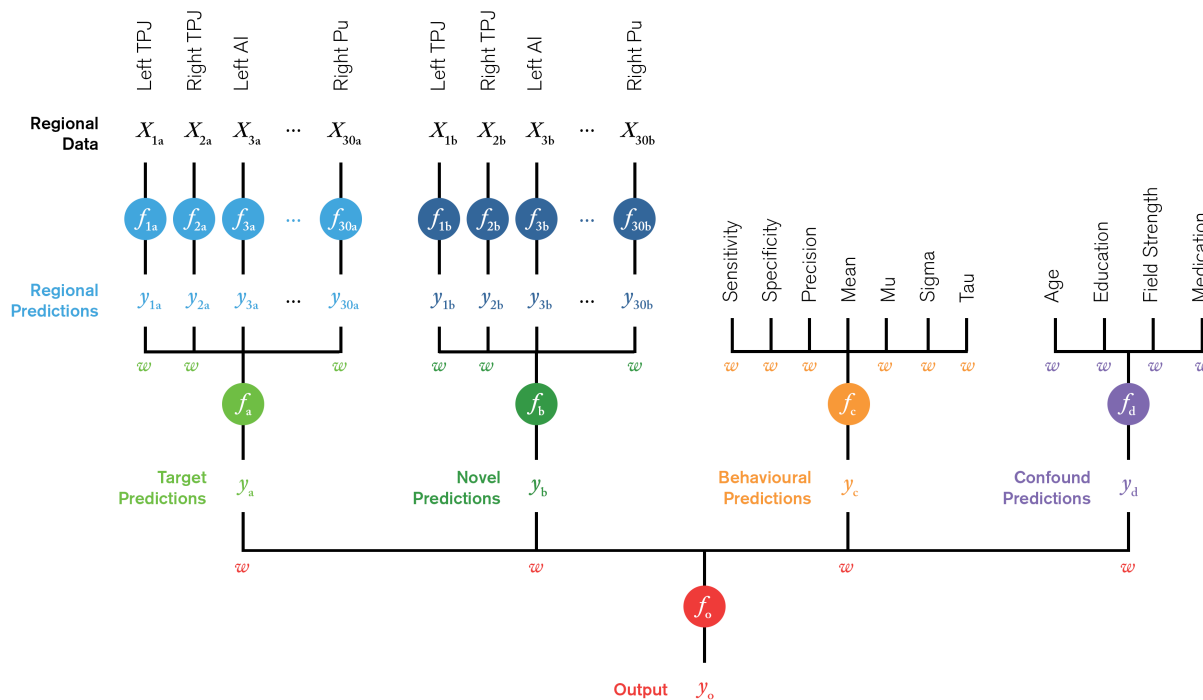 Left TPJ Right TPJ Left AI Right Pu Left TPJ Right TPJ Left AI Right Pu
Regional
Data
X1a X2a X3a ... X30a X1b X2b X3b ... X30b
f1a f2a f3a ... f30a f1b f2b f3b ... f30b
Sensitivity Specificity Precision Mean Mu Sigma Tau Age Education Field Strength Medication
Regional
Predictions
y1a y2a y3a ... y30a y1b y2b y3b ... y30b
w w w w w w w w w w w w w w w w w
fa fb fc fd
Target
Predictions
ya
Novel
Predictions
yb
Behavioural
Predictions
yc
Confound
Predictions
yd
w w w w
fo
Output yo